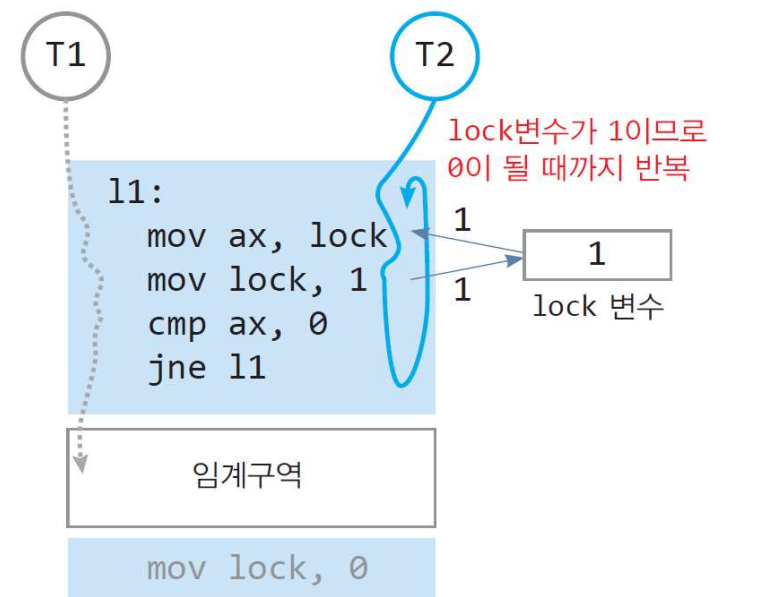 T1
T2
lock변수가 1이므로
0이 될 때까지 반복
l1:
mov ax, lock
mov lock, 1
cmp ax, 0
jne l1
1
1
1
lock 변수
임계구역
mov lock, 0